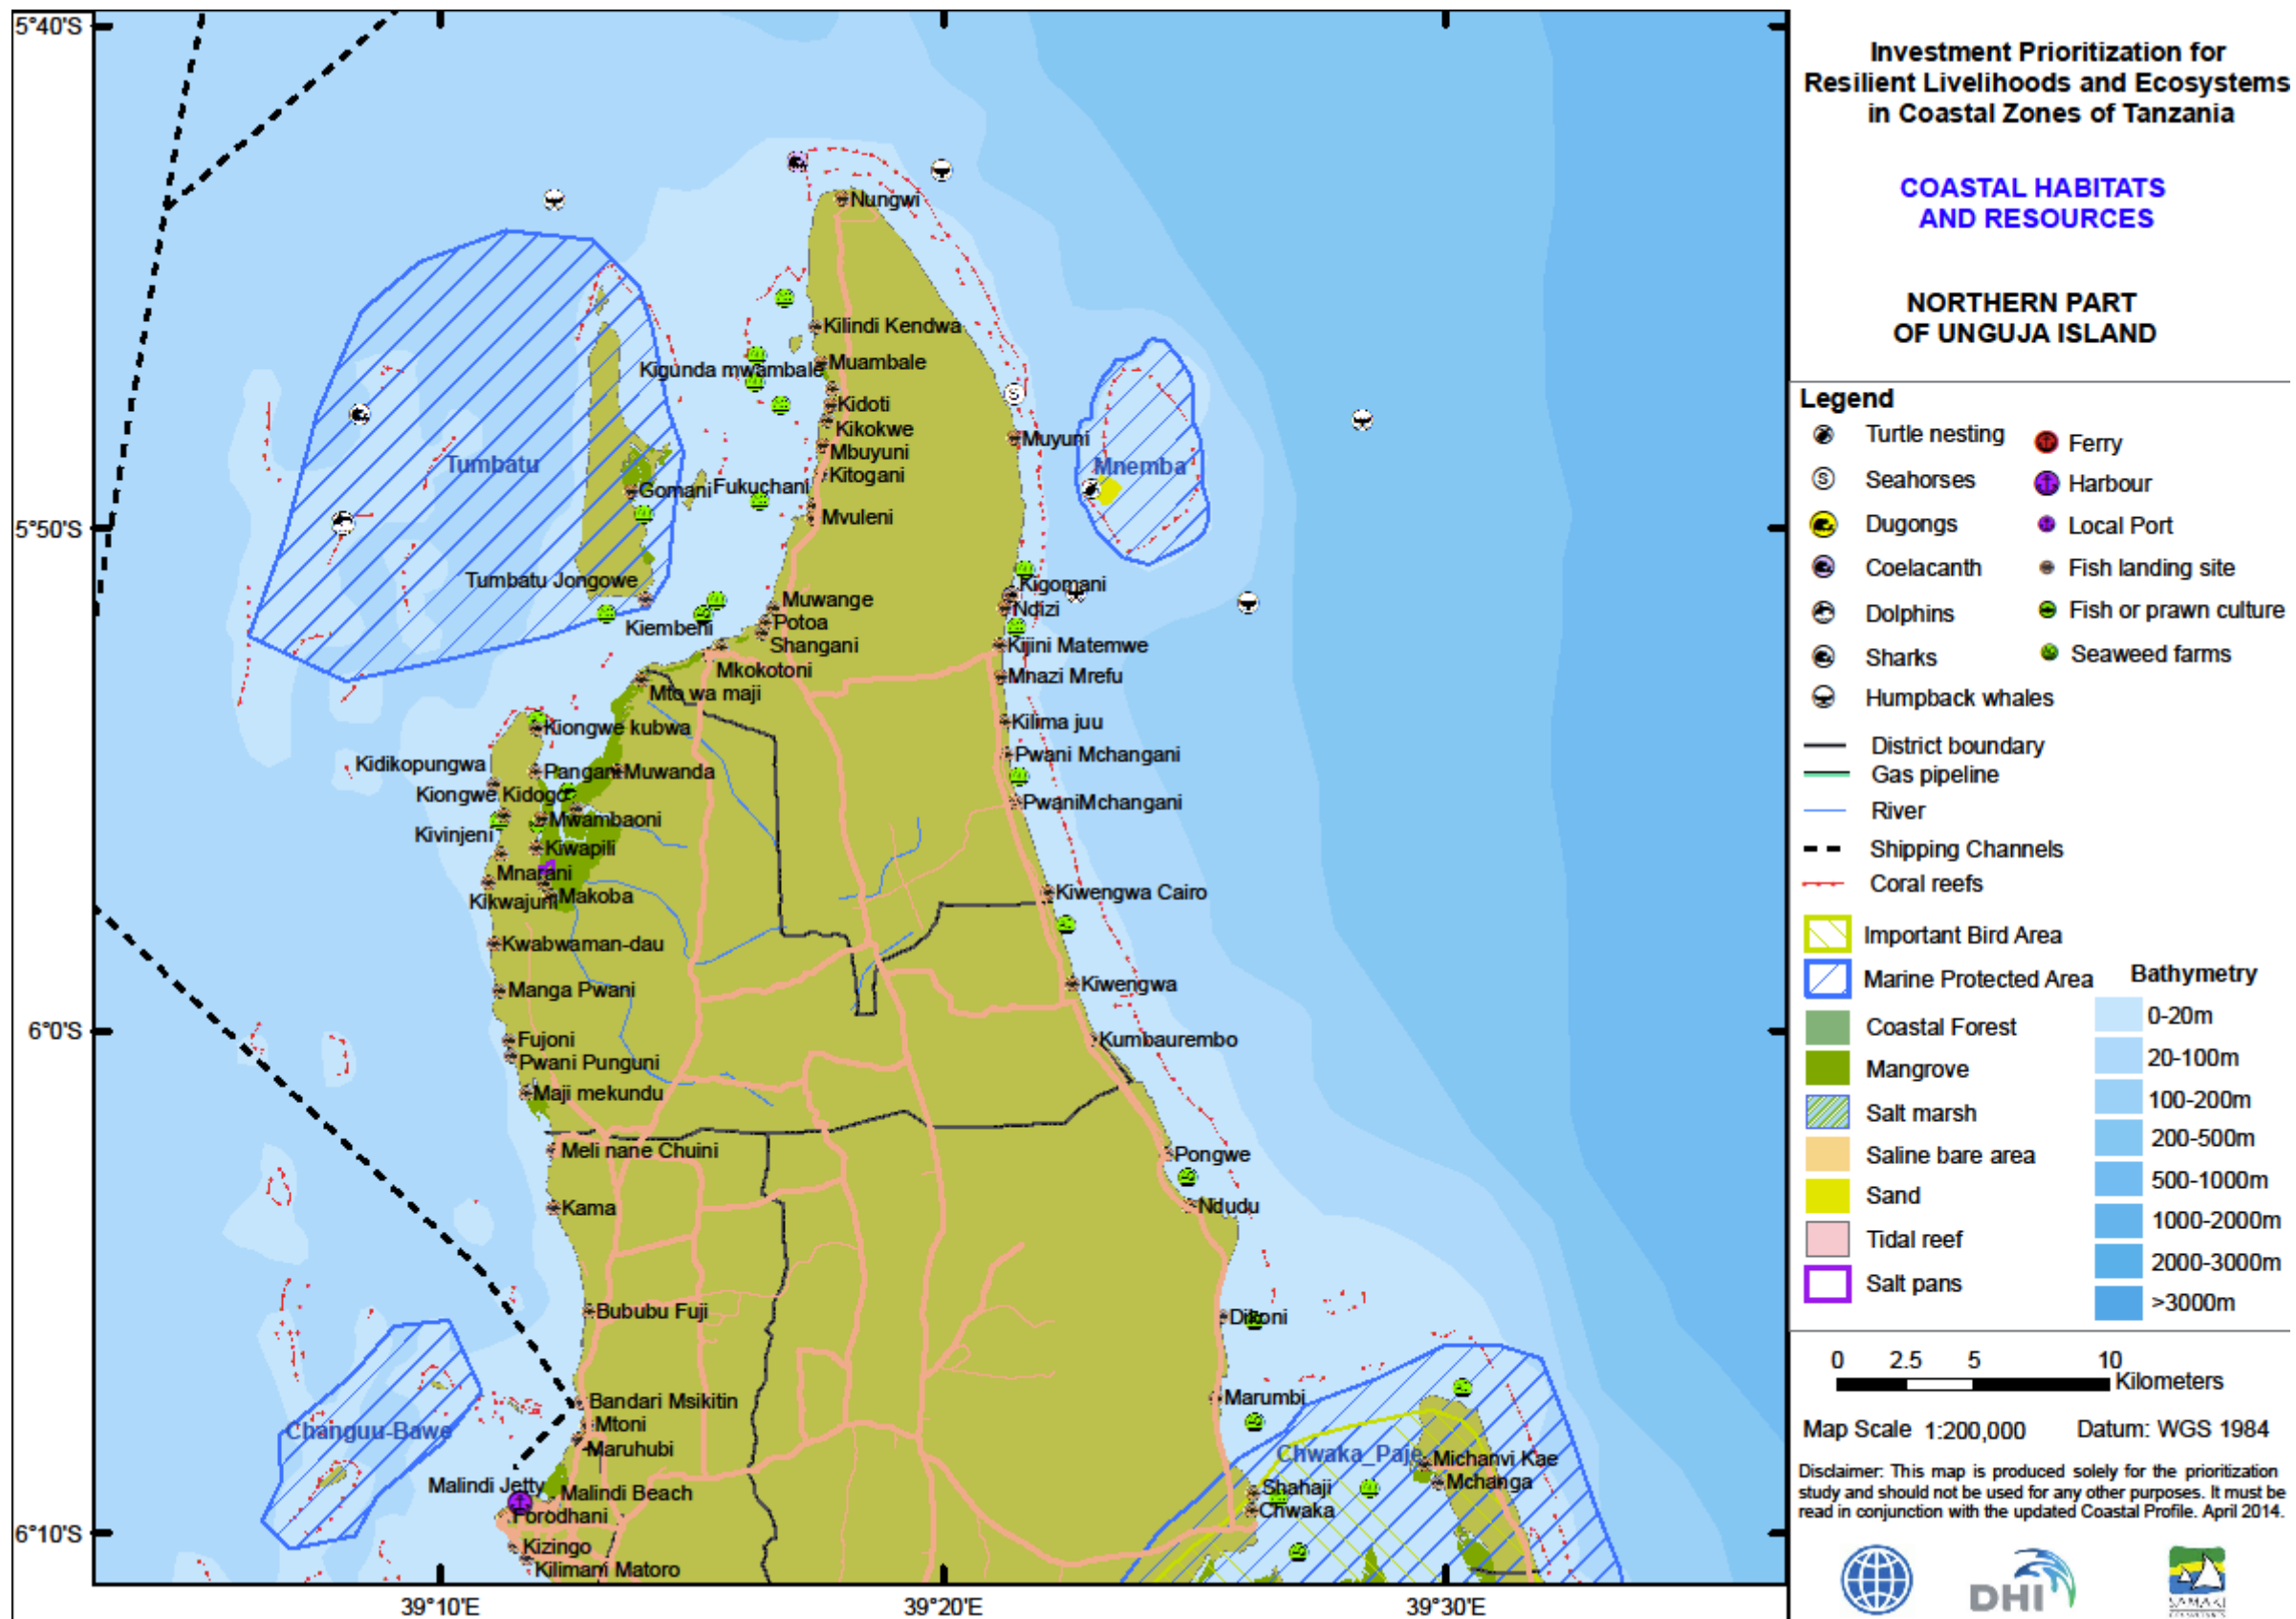 Investment Prioritization for
Resilient Livelihoods and Ecosystems
in Coastal Zones of Tanzania
COASTAL HABITATS
AND RESOURCES
NORTHERN PART
OF UNGUJA ISLAND
Legend
Turtle nesting
Seahorses
S
Dugongs
Coelacanth
Dolphins
Sharks
Humpback whales
Ferry
Harbour
Local Port
Fish landing site
Fish or prawn culture
Seaweed farms
District boundary
Gas pipeline
River
Shipping Channels
Coral reefs
Important Bird Area
Marine Protected Area
Coastal Forest
Mangrove
Salt marsh
Saline bare area
Sand
Tidal reef
Salt pans
Bathymetry
0-20m
20-100m
100-200m
200-500m
500-1000m
1000-2000m
2000-3000m
>3000m
0 2.5 5 10
Kilometers
Map Scale 1:200,000 Datum: WGS 1984
Disclaimer: This map is produced solely for the prioritization
study and should not be used for any other purposes. It must be
read in conjunction with the updated Coastal Profile. April 2014.
DHI
SAMAKI
5°40'S
5°50'S
6°0'S
6°10'S
39°10'E
39°20'E
39°30'E
Nungwi
Kilindi Kendwa
Muambale
Kigunda mwambale
Kidoti
Kikokwe
Mbuyuni
Kitogani
Fukuchani
Mvuleni
S
Muyuni
Mnemba
Tumbatu
Gomani
Tumbatu Jongowe
Kigomani
Ndizi
Muwange
Potoa
Kiembeni
Shangani
Kijini Matemwe
Mkokotoni
Mnazi Mrefu
Mto wa maji
Kilima juu
Kiongwe kubwa
Pwani Mchangani
Kidikopungwa
Pangani
Muwanda
Kiongwe Kidogo
PwaniMchangani
Mwambaoni
Kivinjeni
Kiwapili
Mnarani
Kikwajuni
Makoba
Kiwengwa Cairo
Kwabwaman-dau
Manga Pwani
Kiwengwa
Fujoni
Kumbaurembo
Pwani Punguni
Maji mekundu
Meli nane Chuini
Pongwe
Kama
Ndudu
Bububu Fuji
Dikoni
Bandari Msikitin
Marumbi
Mtoni
Changuu-Bawe
Maruhubi
Chwaka_Paje
Michanvi Kae
Mchanga
Malindi Jetty
Malindi Beach
Shahaji
Forodhani
Chwaka
Kizingo
Kilimani Matoro